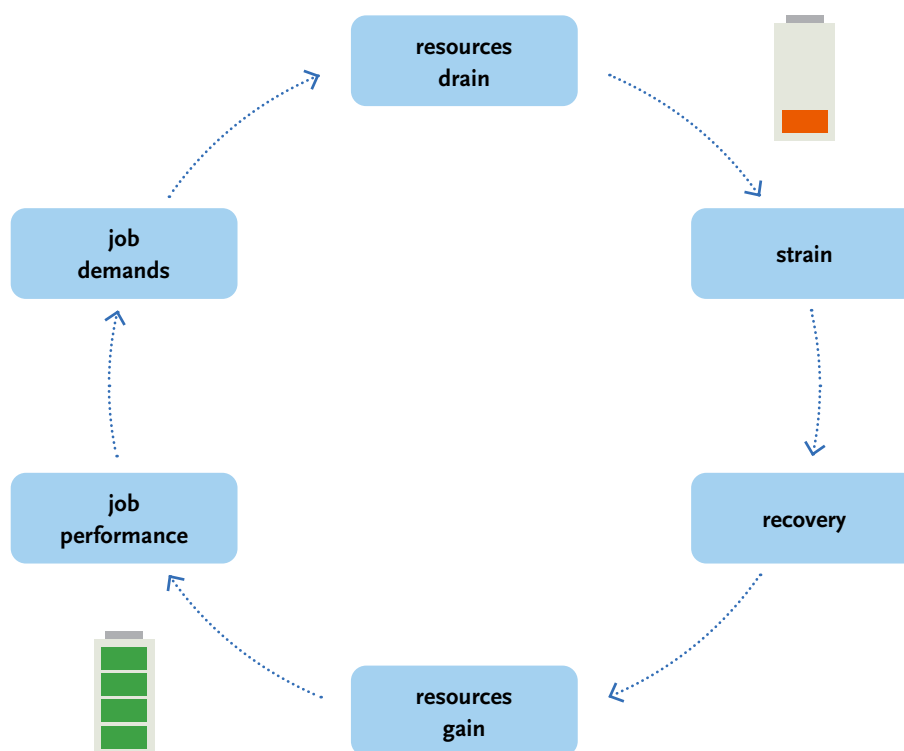 resources
drain
job
demands
strain
job
performance
recovery
resources
gain